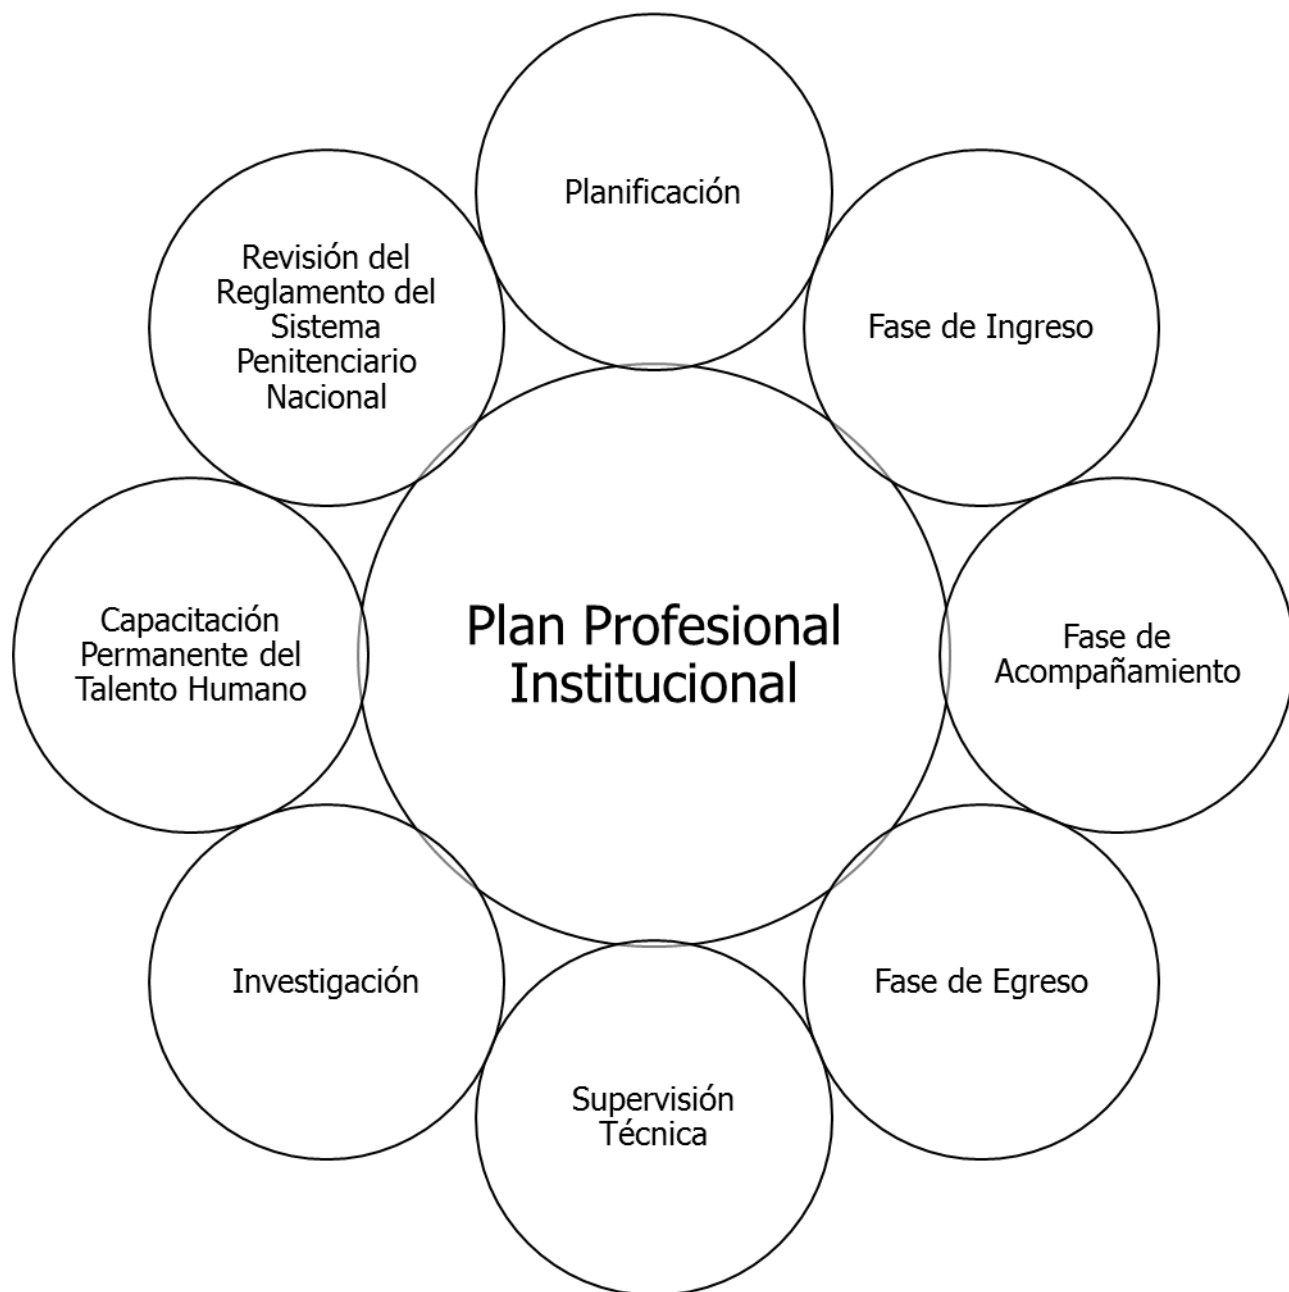 Planificación
Fase de Ingreso
Fase de
Acompañamiento
Fase de Egreso
Supervisión
Técnica
Investigación
Capacitación
Permanente del
Talento Humano
Revisión del
Reglamento del
Sistema
Penitenciario
Nacional
Plan Profesional
Institucional